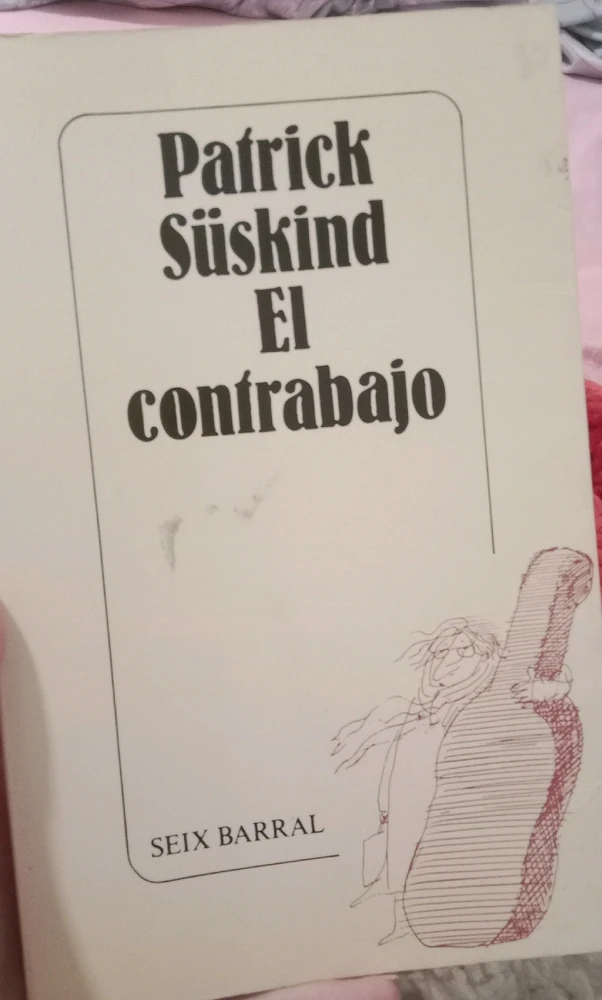 Patrick
Süskind
El
contrabajo
SEIX BARRAL